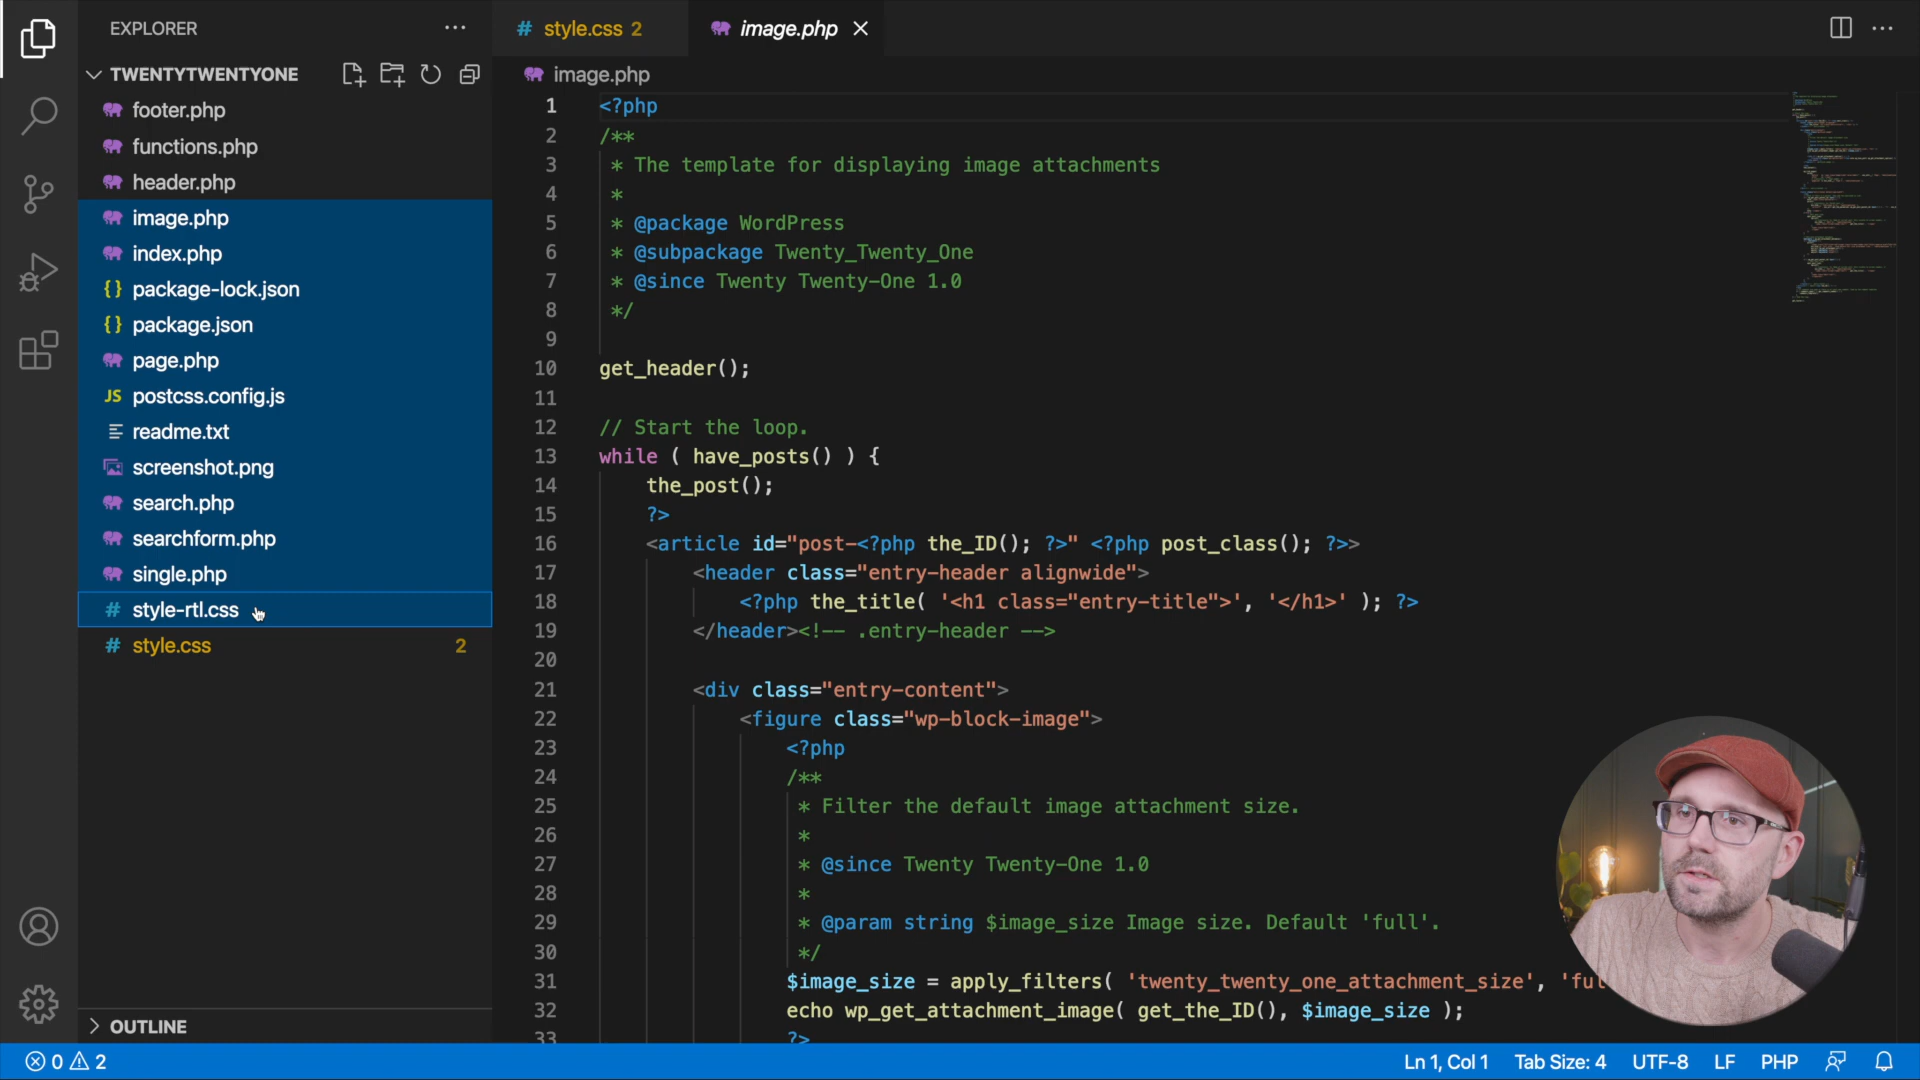 EXPLORER
TWENTYTWENTYONE
footer.php
functions.php
header.php
image.php
index.php
{} package-lock.json
{} package.json
page.php
JS postcss.config.js
readme.txt
screenshot.png
search.php
searchform.php
single.php
# style-rtl.css
# style.css 2
OUTLINE
# style.css 2
image.php
image.php
1 <?php
2 /**
3 * The template for displaying image attachments
4 *
5 * @package WordPress
6 * @subpackage Twenty_Twenty_One
7 * @since Twenty Twenty-One 1.0
8 */
9
10 get_header();
11
12 // Start the loop.
13 while ( have_posts() ) {
14 the_post();
15 ?>
16 <article id="post-<?php the_ID(); ?>" <?php post_class(); ?>>
17 <header class="entry-header alignwide">
18 <?php the_title( '<h1 class="entry-title">', '</h1>' ); ?>
19 </header><!-- .entry-header -->
20
21 <div class="entry-content">
22 <figure class="wp-block-image">
23 <?php
24 /**
25 * Filter the default image attachment size.
26 *
27 * @since Twenty Twenty-One 1.0
28 *
29 * @param string $image_size Image size. Default 'full'.
30 */
31 $image_size = apply_filters( 'twenty_twenty_one_attachment_size', 'ful
32 echo wp_get_attachment_image( get_the_ID(), $image_size );
33 ?>
0 2
Ln 1, Col 1 Tab Size: 4 UTF-8 LF PHP